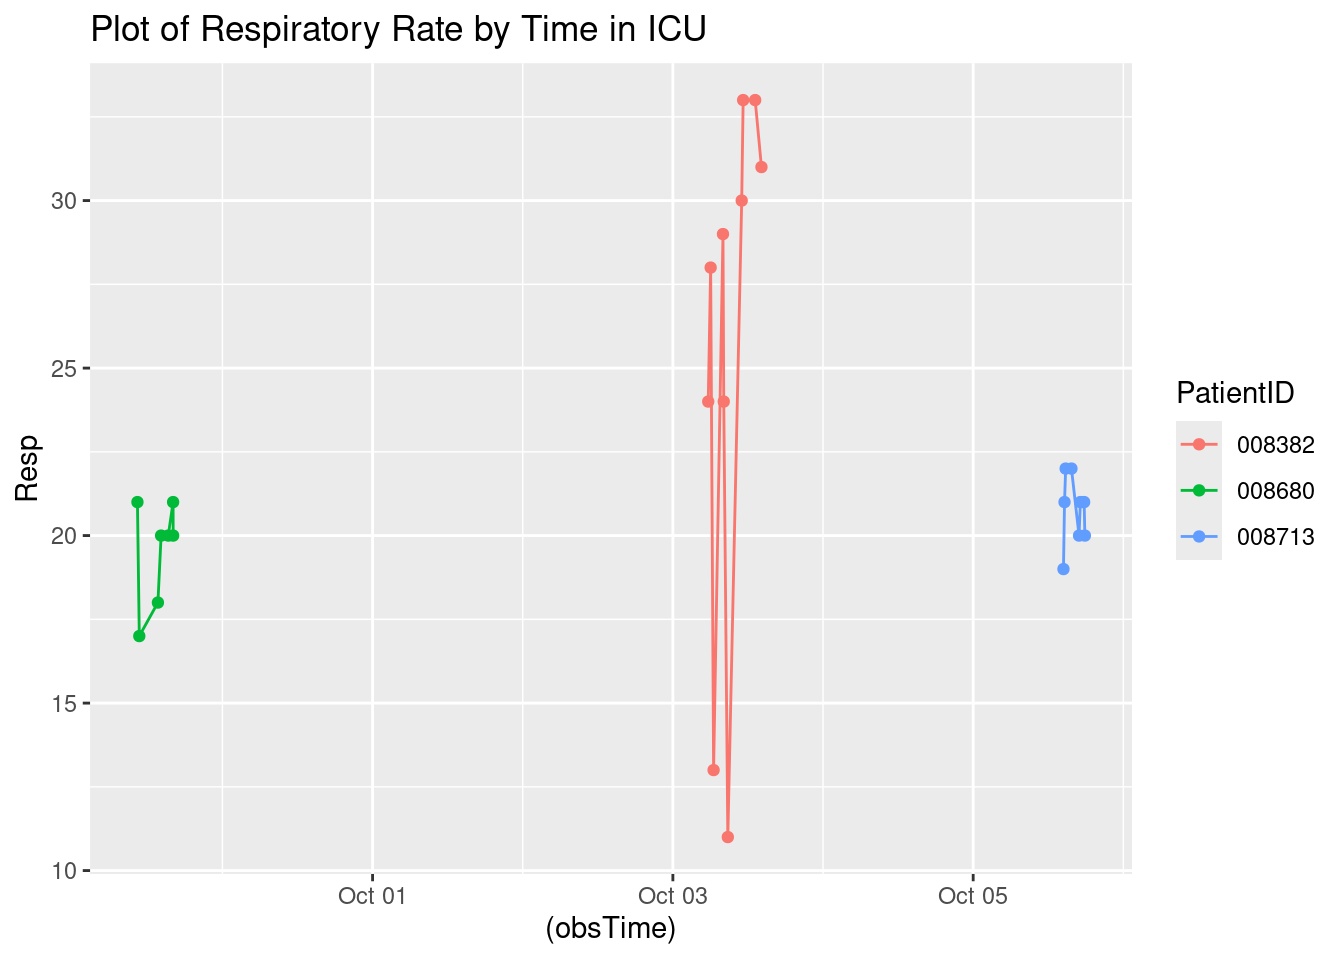 Plot of Respiratory Rate by Time in ICU
30
25
20
15
10
Resp
Oct 01
Oct 03
Oct 05
(obsTime)
PatientID
008382
008680
008713